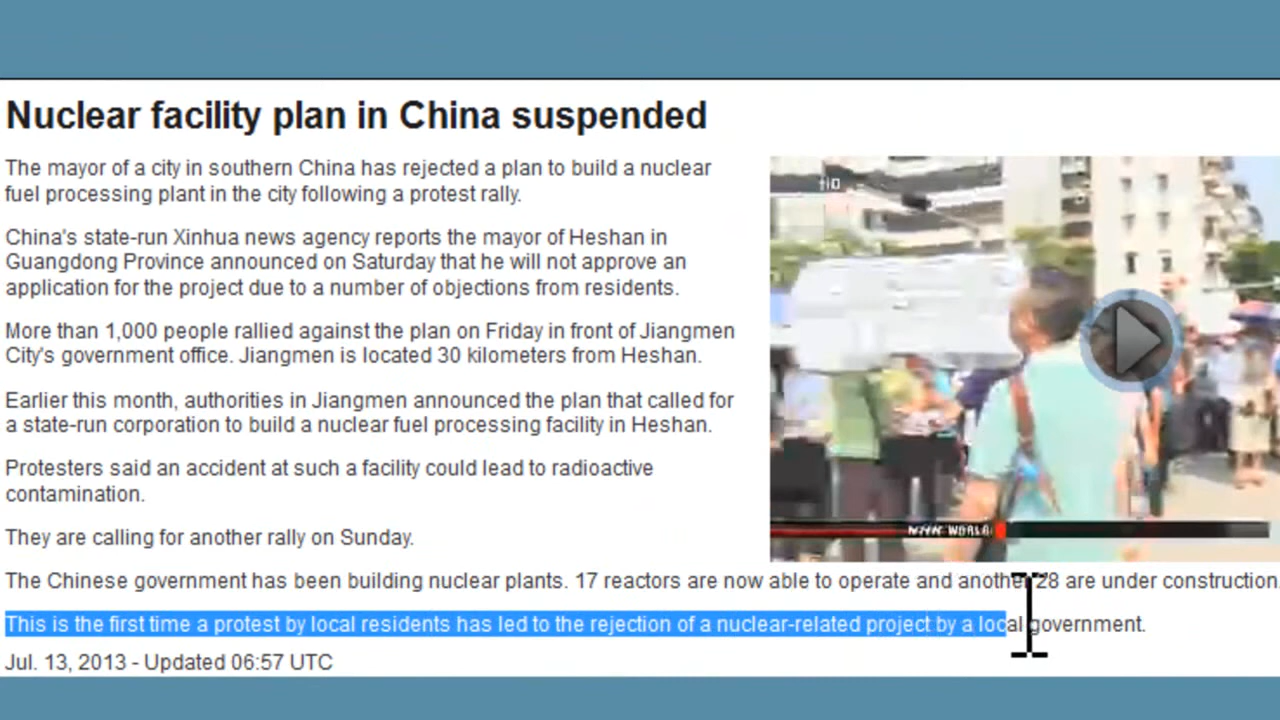 Nuclear facility plan in China suspended
The mayor of a city in southern China has rejected a plan to build a nuclear
fuel processing plant in the city following a protest rally.
China's state-run Xinhua news agency reports the mayor of Heshan in
Guangdong Province announced on Saturday that he will not approve an
application for the project due to a number of objections from residents.
More than 1,000 people rallied against the plan on Friday in front of Jiangmen
City's government office. Jiangmen is located 30 kilometers from Heshan.
Earlier this month, authorities in Jiangmen announced the plan that called for
a state-run corporation to build a nuclear fuel processing facility in Heshan.
Protesters said an accident at such a facility could lead to radioactive
contamination.
They are calling for another rally on Sunday.
The Chinese government has been building nuclear plants. 17 reactors are now able to operate and another 28 are under construction.
This is the first time a protest by local residents has led to the rejection of a nuclear-related project by a local government.
Jul. 13, 2013 - Updated 06:57 UTC
NHK WORLD